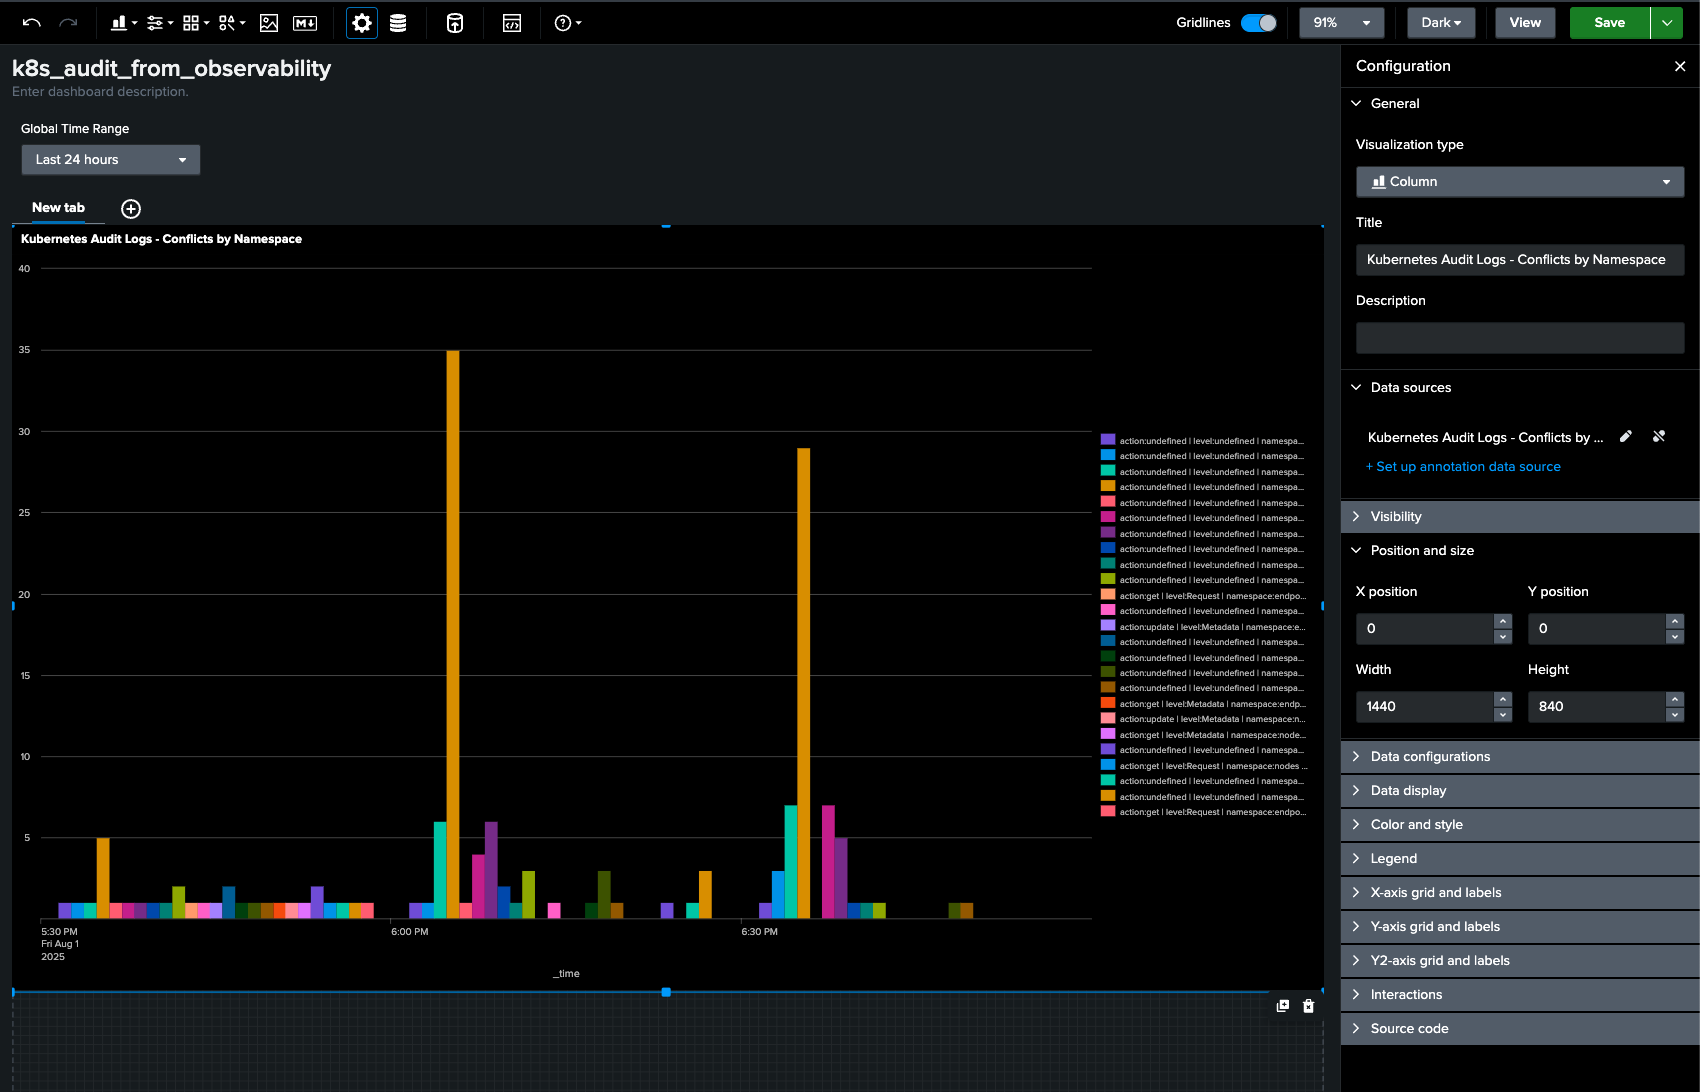 Gridlines
91%
Dark
View
Save
k8s_audit_from_observability
Enter dashboard description.
Global Time Range
Last 24 hours
New tab
Kubernetes Audit Logs - Conflicts by Namespace
40
35
30
25
20
15
10
5
5:30 PM
Fri Aug 1
2025
6:00 PM
6:30 PM
_time
action:undefined | level:undefined | namespa...
action:undefined | level:undefined | namespa...
action:undefined | level:undefined | namespa...
action:undefined | level:undefined | namespa...
action:undefined | level:undefined | namespa...
action:undefined | level:undefined | namespa...
action:undefined | level:undefined | namespa...
action:undefined | level:undefined | namespa...
action:undefined | level:undefined | namespa...
action:undefined | level:undefined | namespa...
action:get | level:Request | namespace:endpo...
action:undefined | level:undefined | namespa...
action:update | level:Metadata | namespace:e...
action:undefined | level:undefined | namespa...
action:undefined | level:undefined | namespa...
action:undefined | level:undefined | namespa...
action:undefined | level:undefined | namespa...
action:get | level:Metadata | namespace:endp...
action:update | level:Metadata | namespace:n...
action:get | level:Metadata | namespace:node...
action:undefined | level:undefined | namespa...
action:get | level:Request | namespace:nodes ...
action:undefined | level:undefined | namespa...
action:undefined | level:undefined | namespa...
action:get | level:Request | namespace:endpo...
Configuration
General
Visualization type
Column
Title
Kubernetes Audit Logs - Conflicts by Namespace
Description
Data sources
Kubernetes Audit Logs - Conflicts by ...
+ Set up annotation data source
Visibility
Position and size
X position
Y position
0
0
Width
Height
1440
840
Data configurations
Data display
Color and style
Legend
X-axis grid and labels
Y-axis grid and labels
Y2-axis grid and labels
Interactions
Source code